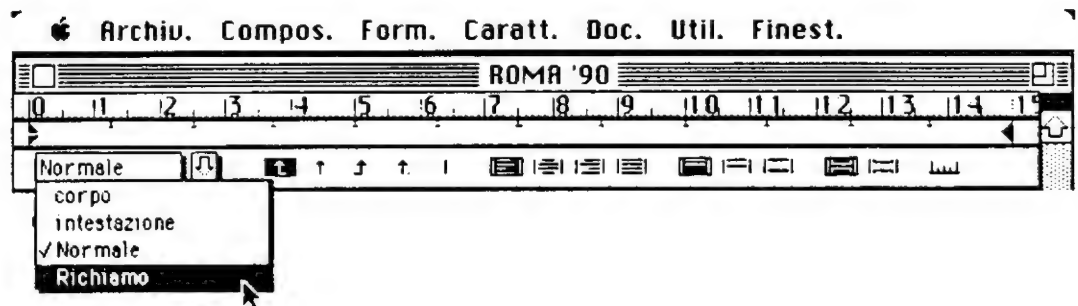 Archiv. Compos. Form. Caratt. Doc. Util. Finest.
ROMA '90
0 1 2 3 4 5 6 7 8 9 10 11 12 13 14 15
Normale
corpo
intestazione
✓ Normale
Richiamo